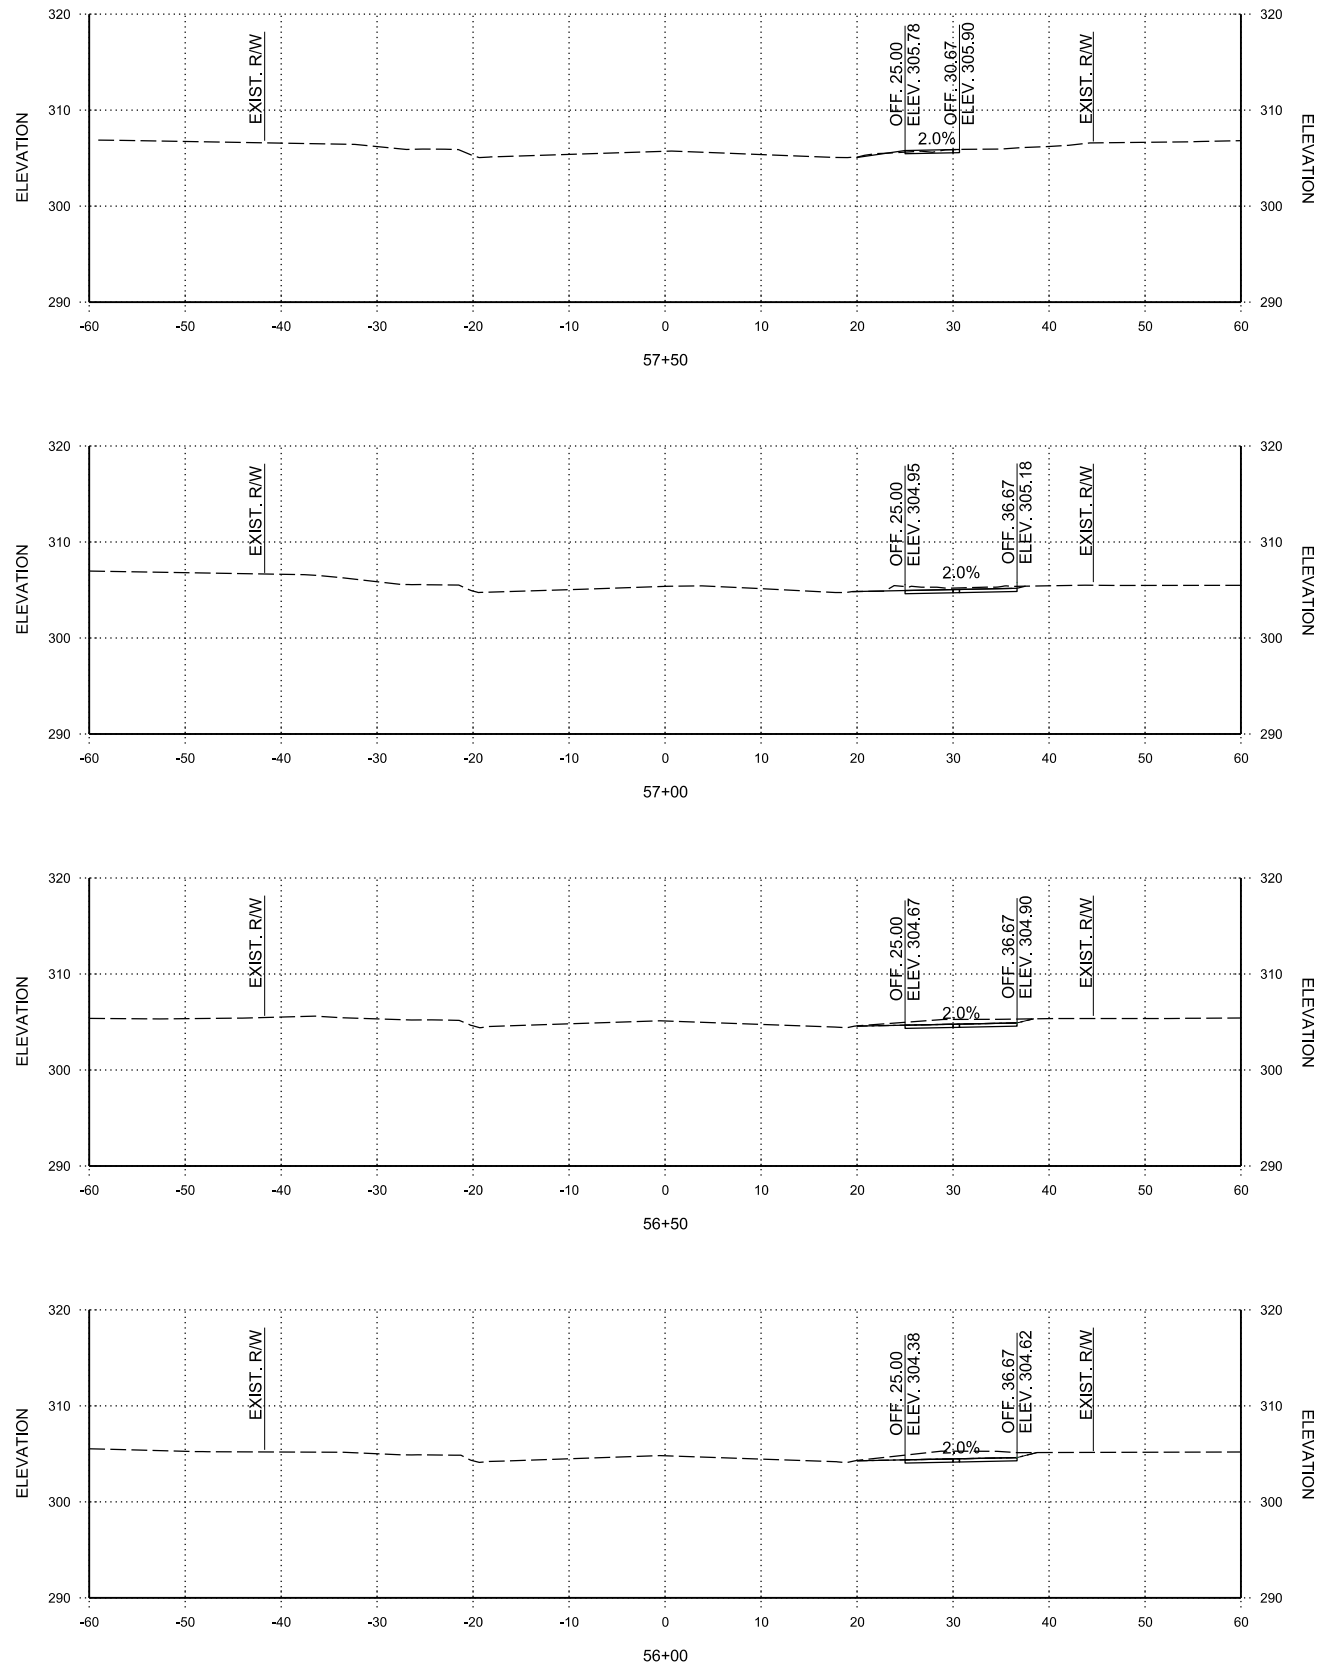 320 320
EXIST. R/W
OFF. 25.00
ELEV. 305.78
OFF. 30.67
ELEV. 305.90
EXIST. R/W
310 310
2.0%
ELEVATION
ELEVATION
300 300
290 290
-60 -50 -40 -30 -20 -10 0 10 20 30 40 50 60
57+50
320 320
EXIST. R/W
OFF. 25.00
ELEV. 304.95
OFF. 36.67
ELEV. 305.18
EXIST. R/W
310 310
2.0%
ELEVATION
ELEVATION
300 300
290 290
-60 -50 -40 -30 -20 -10 0 10 20 30 40 50 60
57+00
320 320
EXIST. R/W
OFF. 25.00
ELEV. 304.67
OFF. 36.67
ELEV. 304.90
EXIST. R/W
310 310
2.0%
ELEVATION
ELEVATION
300 300
290 290
-60 -50 -40 -30 -20 -10 0 10 20 30 40 50 60
56+50
320 320
EXIST. R/W
OFF. 25.00
ELEV. 304.38
OFF. 36.67
ELEV. 304.62
EXIST. R/W
310 310
2.0%
ELEVATION
ELEVATION
300 300
290 290
-60 -50 -40 -30 -20 -10 0 10 20 30 40 50 60
56+00